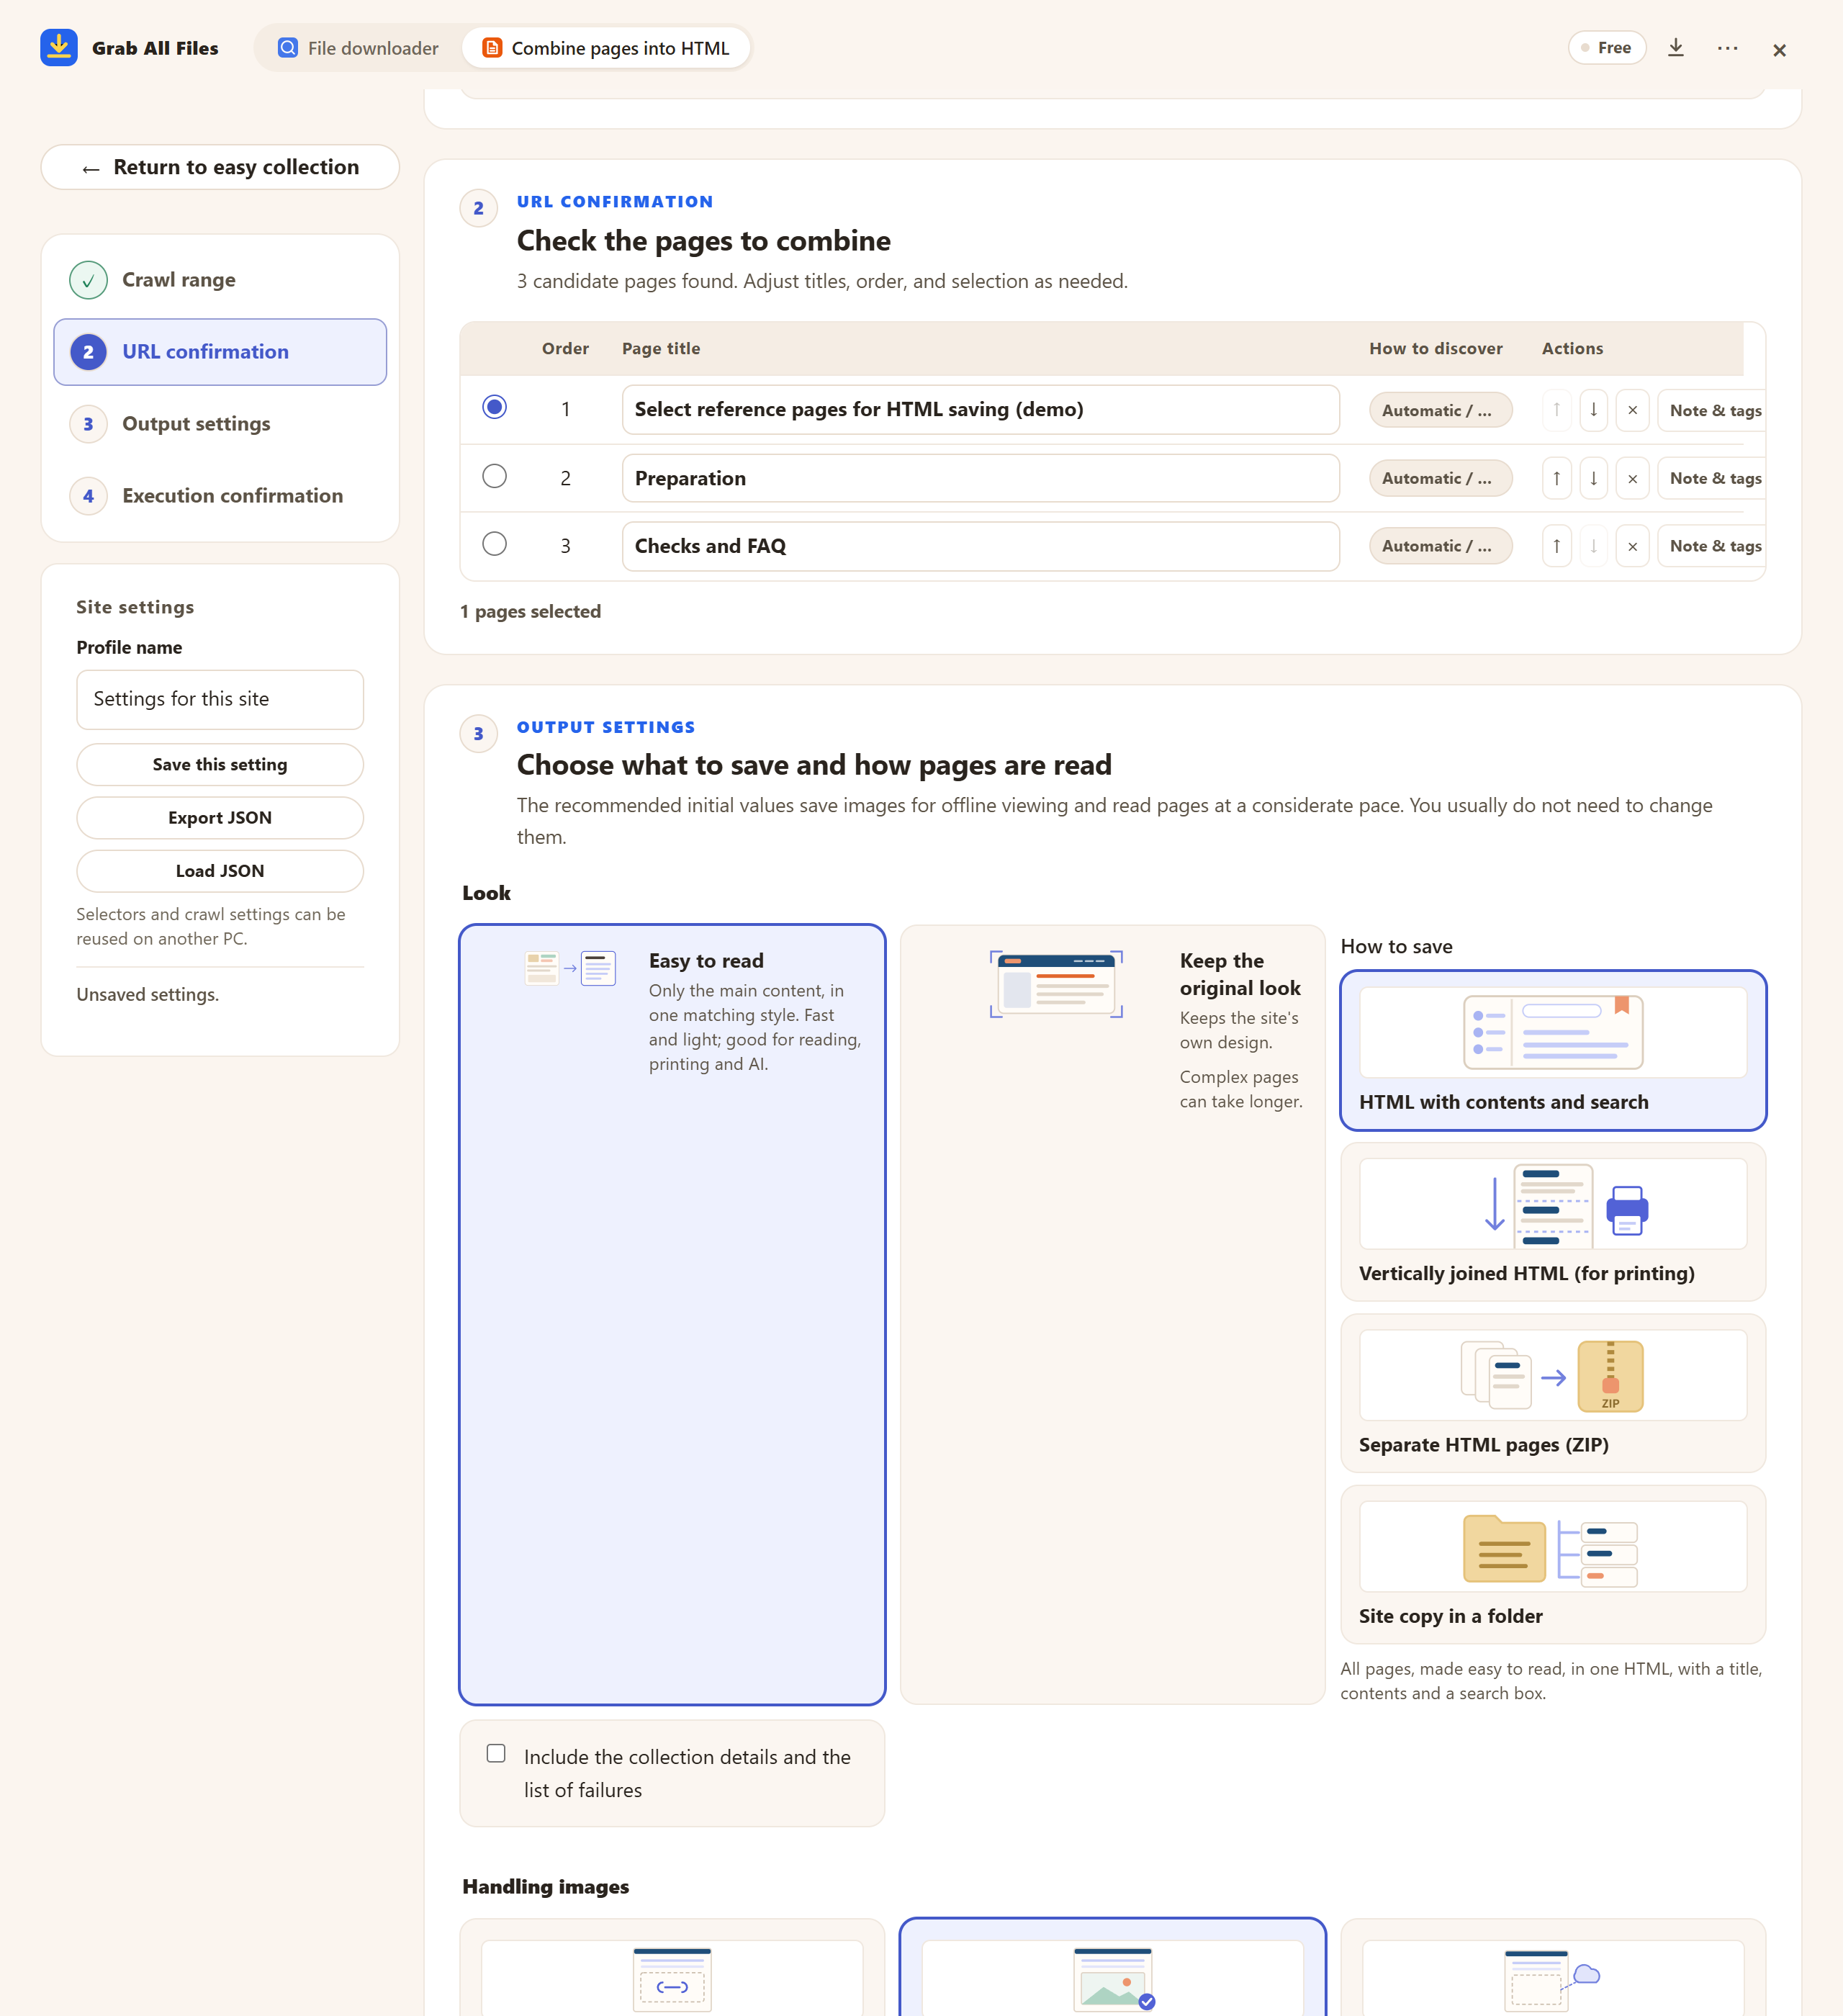 Grab All Files
File downloader
Combine pages into HTML
Free
← Return to easy collection
✓ Crawl range
2 URL confirmation
3 Output settings
4 Execution confirmation
Site settings
Profile name
Settings for this site
Save this setting
Export JSON
Load JSON
Selectors and crawl settings can be
reused on another PC.
Unsaved settings.
2 URL CONFIRMATION
Check the pages to combine
3 candidate pages found. Adjust titles, order, and selection as needed.
Order Page title How to discover Actions
1 Select reference pages for HTML saving (demo) Automatic / ... ↑ ↓ × Note & tags
2 Preparation Automatic / ... ↑ ↓ × Note & tags
3 Checks and FAQ Automatic / ... ↑ ↓ × Note & tags
1 pages selected
3 OUTPUT SETTINGS
Choose what to save and how pages are read
The recommended initial values save images for offline viewing and read pages at a considerate pace. You usually do not need to change
them.
Look
Easy to read
Only the main content, in
one matching style. Fast
and light; good for reading,
printing and AI.
Keep the
original look
Keeps the site's
own design.
Complex pages
can take longer.
How to save
HTML with contents and search
Vertically joined HTML (for printing)
ZIP
Separate HTML pages (ZIP)
Site copy in a folder
All pages, made easy to read, in one HTML, with a title,
contents and a search box.
Include the collection details and the
list of failures
Handling images